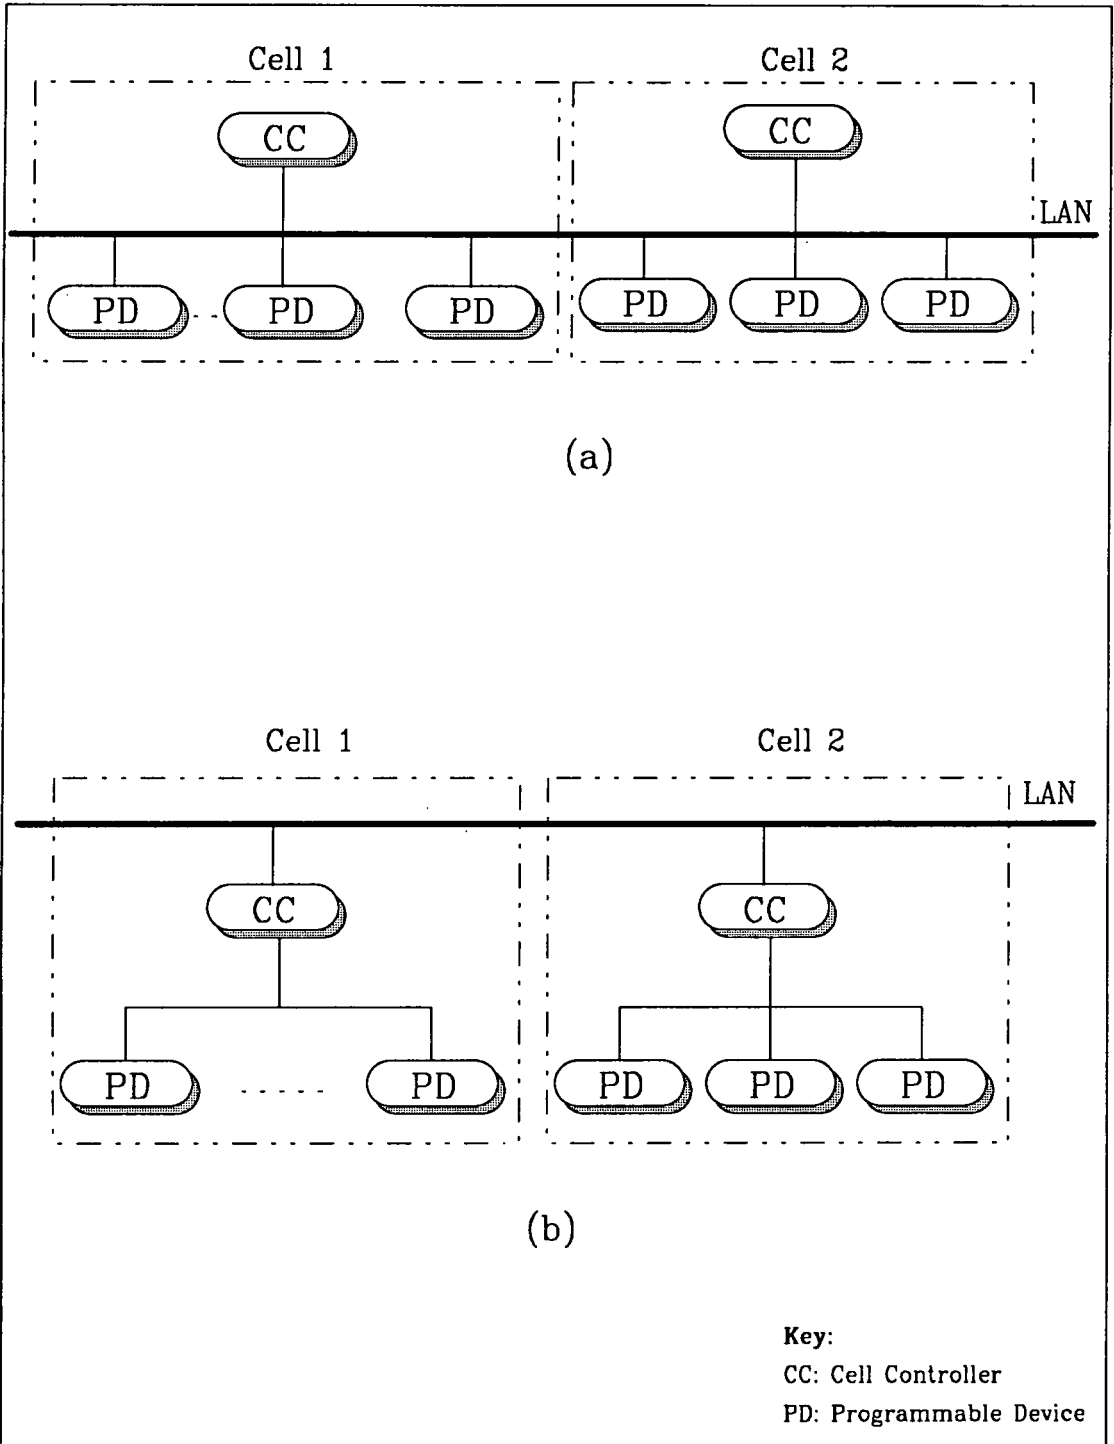 Cell 1 Cell 2
CC CC
LAN
PD PD PD PD PD PD
(a)
Cell 1 Cell 2
LAN
CC CC
PD PD PD PD PD
(b)
Key:
CC: Cell Controller
PD: Programmable Device